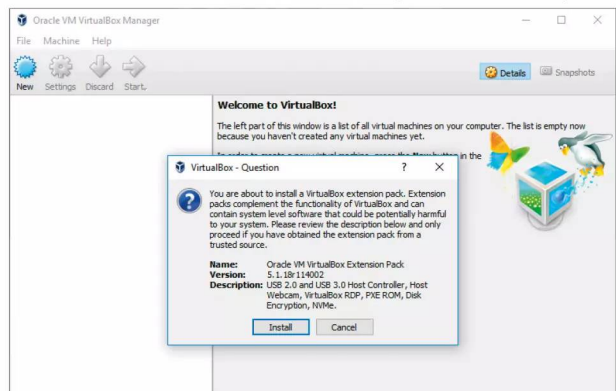 Oracle VM VirtualBox Manager
File Machine Help
New Settings Discard Start
Details Snapshots
Welcome to VirtualBox!
The left part of this window is a list of all virtual machines on your computer. The list is empty now
because you haven't created any virtual machines yet.
In order to create a new virtual machine, press the New button in the
VirtualBox - Question
You are about to install a VirtualBox extension pack. Extension
packs complement the functionality of VirtualBox and can
contain system level software that could be potentially harmful
to your system. Please review the description below and only
proceed if you have obtained the extension pack from a
trusted source.
Name: Oracle VM VirtualBox Extension Pack
Version: 5.1.18r114002
Description: USB 2.0 and USB 3.0 Host Controller, Host
Webcam, VirtualBox RDP, PXE ROM, Disk
Encryption, NVMe.
Install Cancel